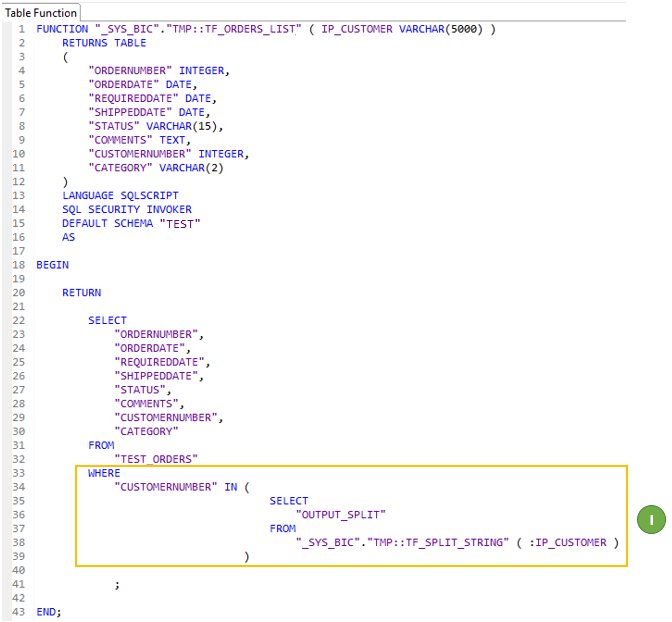 Table Function
1 FUNCTION "_SYS_BIC"."TMP::TF_ORDERS_LIST" ( IP_CUSTOMER VARCHAR(5000) )
2 RETURNS TABLE
3 (
4 "ORDERNUMBER" INTEGER,
5 "ORDERDATE" DATE,
6 "REQUIREDDATE" DATE,
7 "SHIPPEDDATE" DATE,
8 "STATUS" VARCHAR(15),
9 "COMMENTS" TEXT,
10 "CUSTOMERNUMBER" INTEGER,
11 "CATEGORY" VARCHAR(2)
12 )
13 LANGUAGE SQLSCRIPT
14 SQL SECURITY INVOKER
15 DEFAULT SCHEMA "TEST"
16 AS
17
18 BEGIN
19
20 RETURN
21
22 SELECT
23 "ORDERNUMBER",
24 "ORDERDATE",
25 "REQUIREDDATE",
26 "SHIPPEDDATE",
27 "STATUS",
28 "COMMENTS",
29 "CUSTOMERNUMBER",
30 "CATEGORY"
31 FROM
32 "TEST_ORDERS"
33 WHERE
34 "CUSTOMERNUMBER" IN (
35 SELECT
36 "OUTPUT_SPLIT"
37 FROM
38 "_SYS_BIC"."TMP::TF_SPLIT_STRING" ( :IP_CUSTOMER )
39 )
40
41 ;
42
43 END;
I